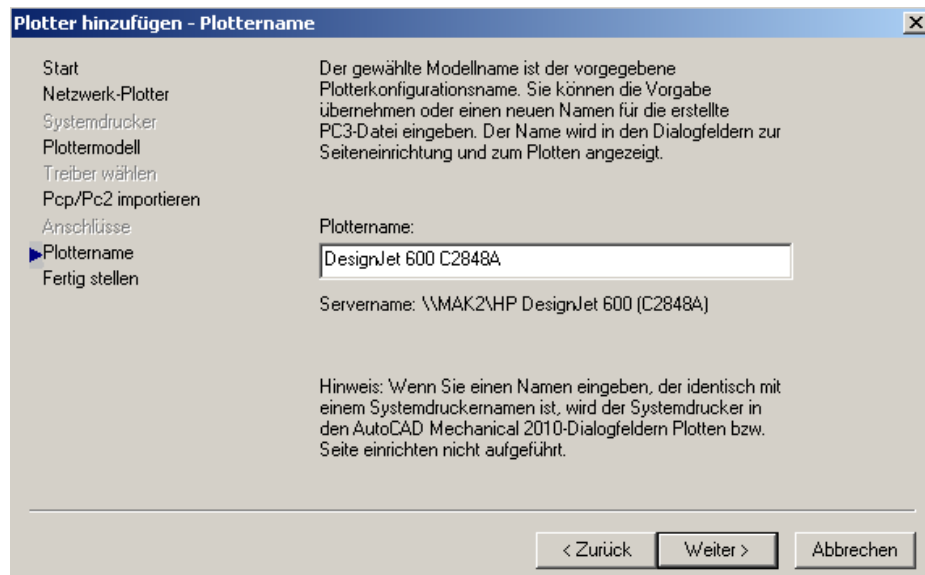 Plotter hinzufügen - Plottername
Start
Netzwerk-Plotter
Systemdrucker
Plottermodell
Treiber wählen
Pcp/Pc2 importieren
Anschlüsse
Plottername
Fertig stellen
Der gewählte Modellname ist der vorgegebene
Plotterkonfigurationsname. Sie können die Vorgabe
übernehmen oder einen neuen Namen für die erstellte
PC3-Datei eingeben. Der Name wird in den Dialogfeldern zur
Seiteneinrichtung und zum Plotten angezeigt.
Plottername:
DesignJet 600 C2848A
Servername: \\MAK2\HP DesignJet 600 (C2848A)
Hinweis: Wenn Sie einen Namen eingeben, der identisch mit
einem Systemdruckernamen ist, wird der Systemdrucker in
den AutoCAD Mechanical 2010-Dialogfeldern Plotten bzw.
Seite einrichten nicht aufgeführt.
< Zurück
Weiter >
Abbrechen